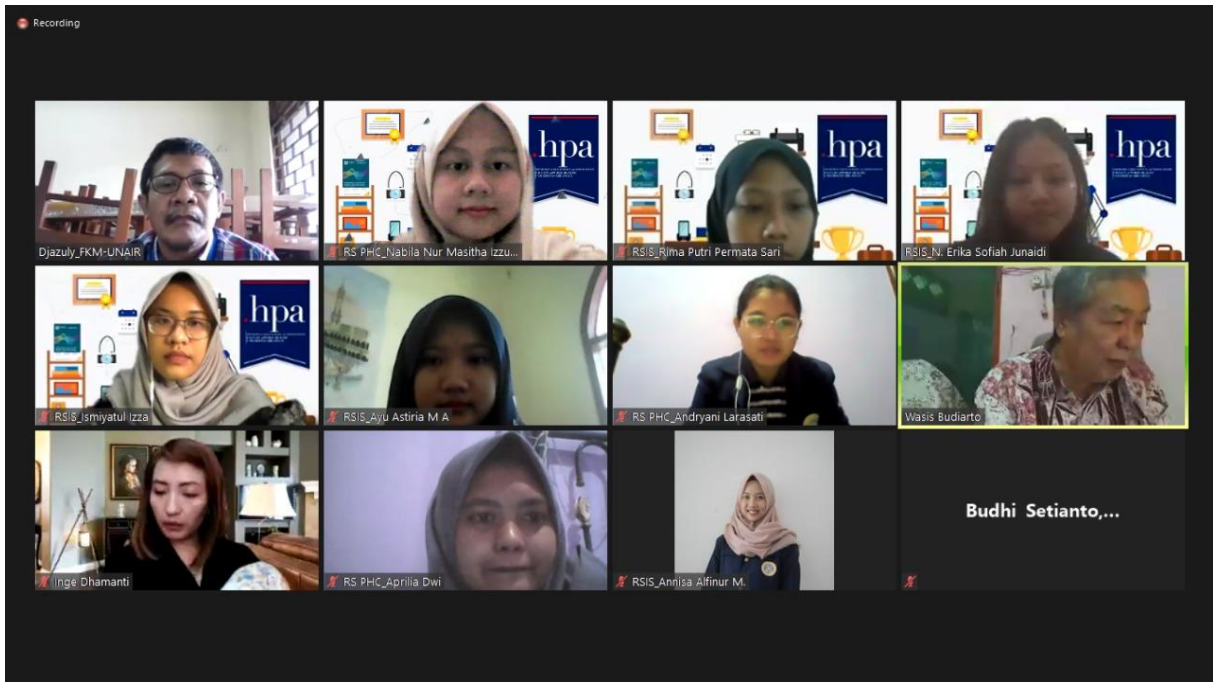 Recording
.hpa
.hpa
.hpa
Djazuly_FKM-UNAIR
RS PHC_Nabila Nur Masitha Izzu...
RSIS_Rima Putri Permata Sari
RSIS_N. Erika Sofiah Junaidi
.hpa
RSIS_Ismiyatul Izza
RSIS_Ayu Astiria M A
RS PHC_Andryani Larasati
Wasis Budiarto
Inge Dhamanti
RS PHC_Aprilia Dwi
RSIS_Annisa Alfinur M.
Budhi Setianto,...